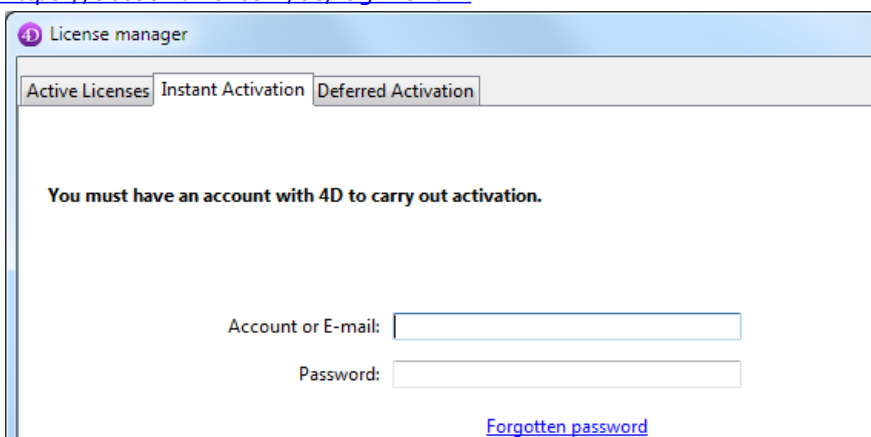 License manager
Active Licenses Instant Activation Deferred Activation
You must have an account with 4D to carry out activation.
Account or E-mail:
Password:
Forgotten password